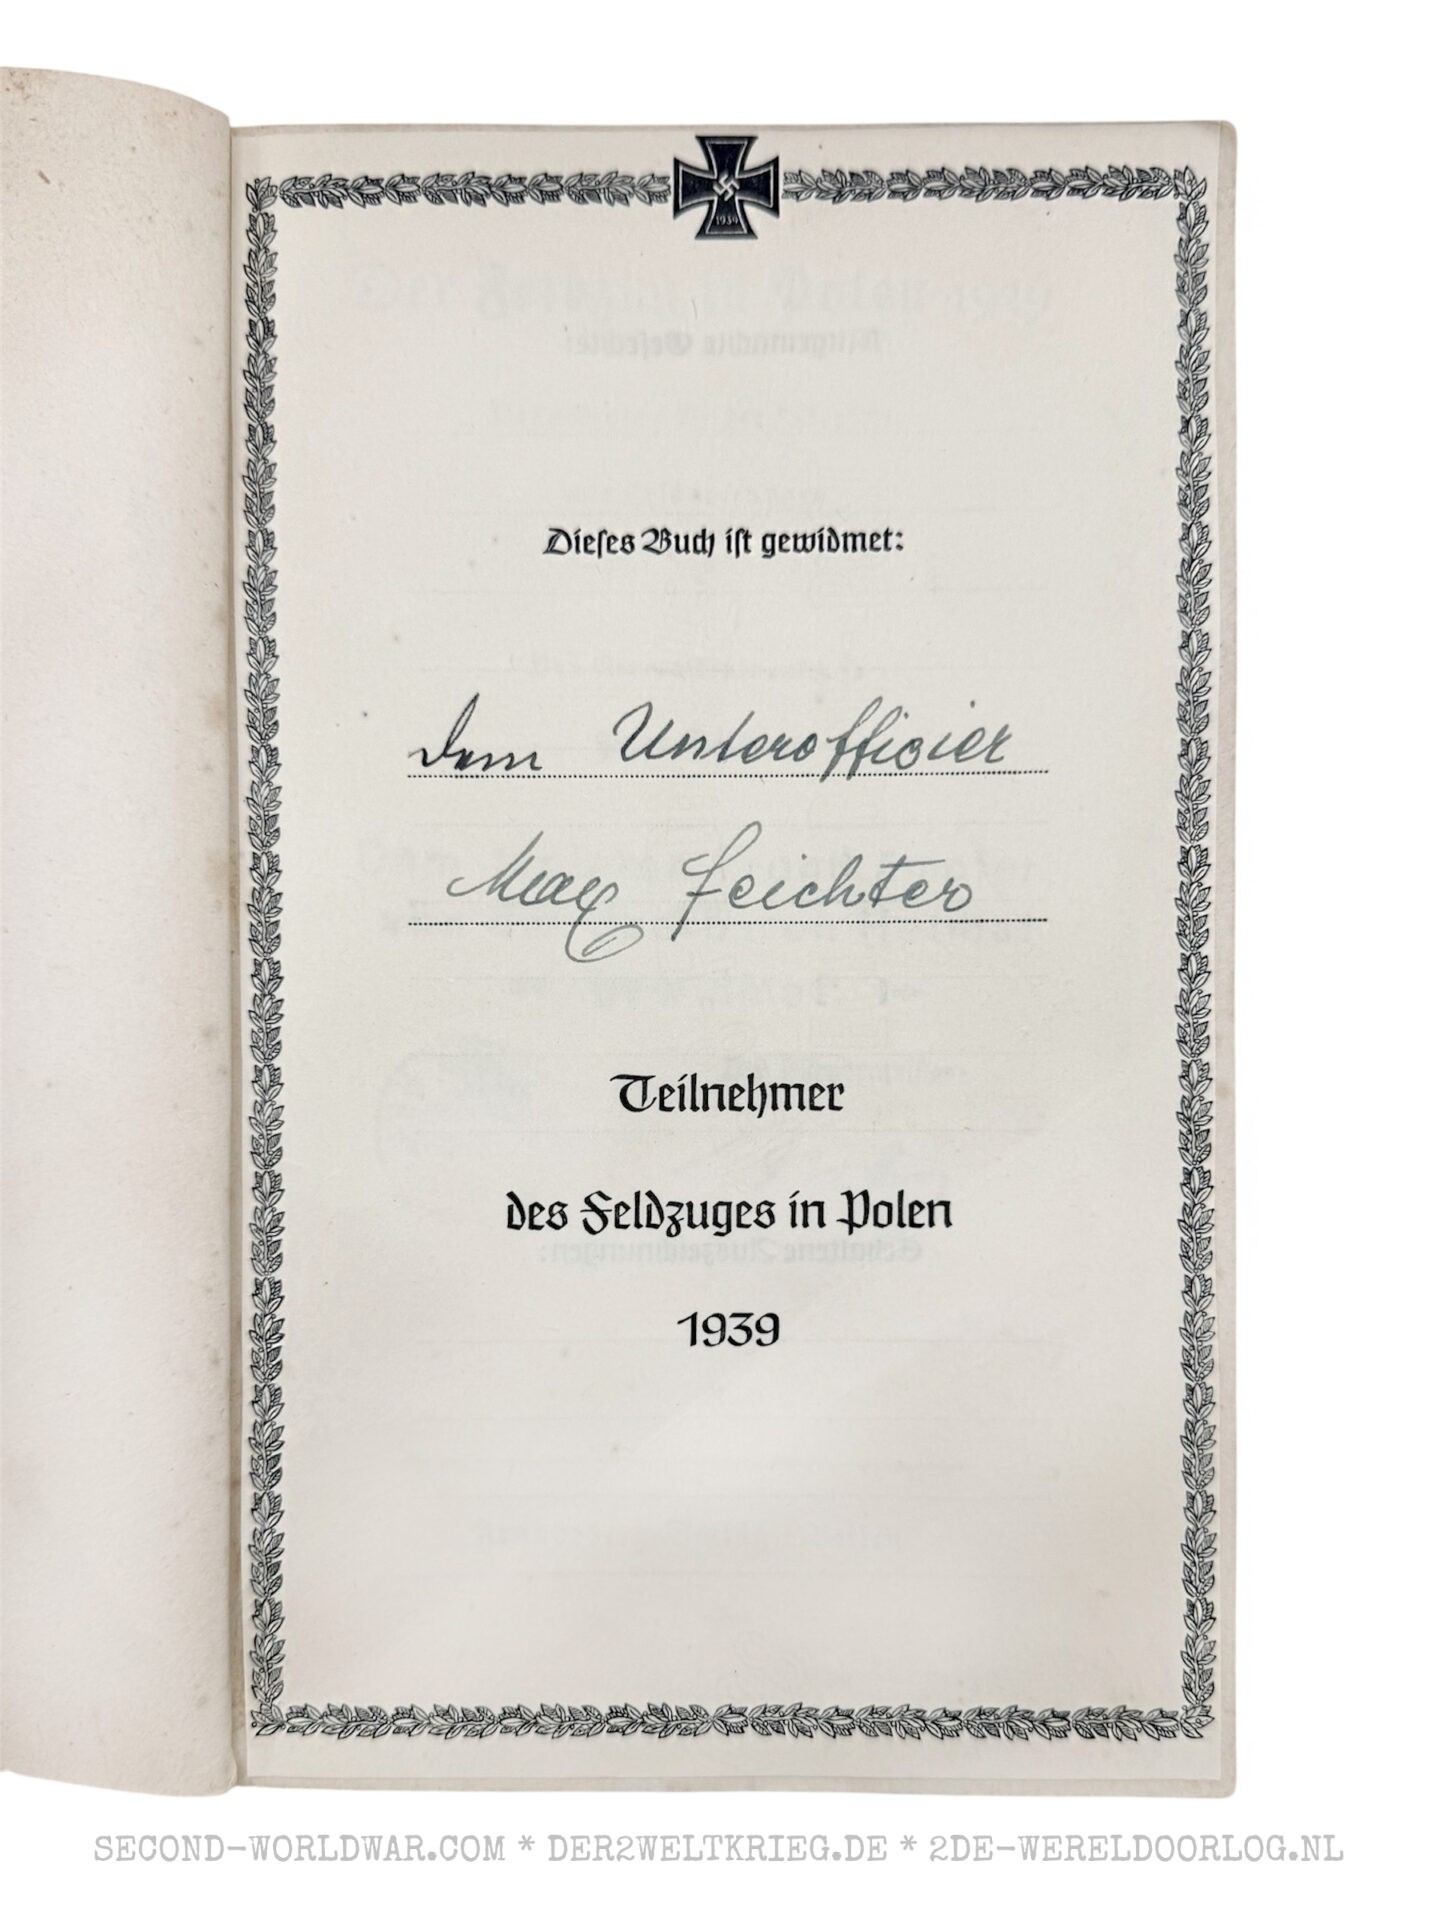 1939
Dieses Buch ist gewidmet:
dem Unteroffizier
Max Feichter
Teilnehmer
des Feldzuges in Polen
1939
SECOND-WORLDWAR.COM * DER2WELTKRIEG.DE * 2DE-WERELDOORLOG.NL